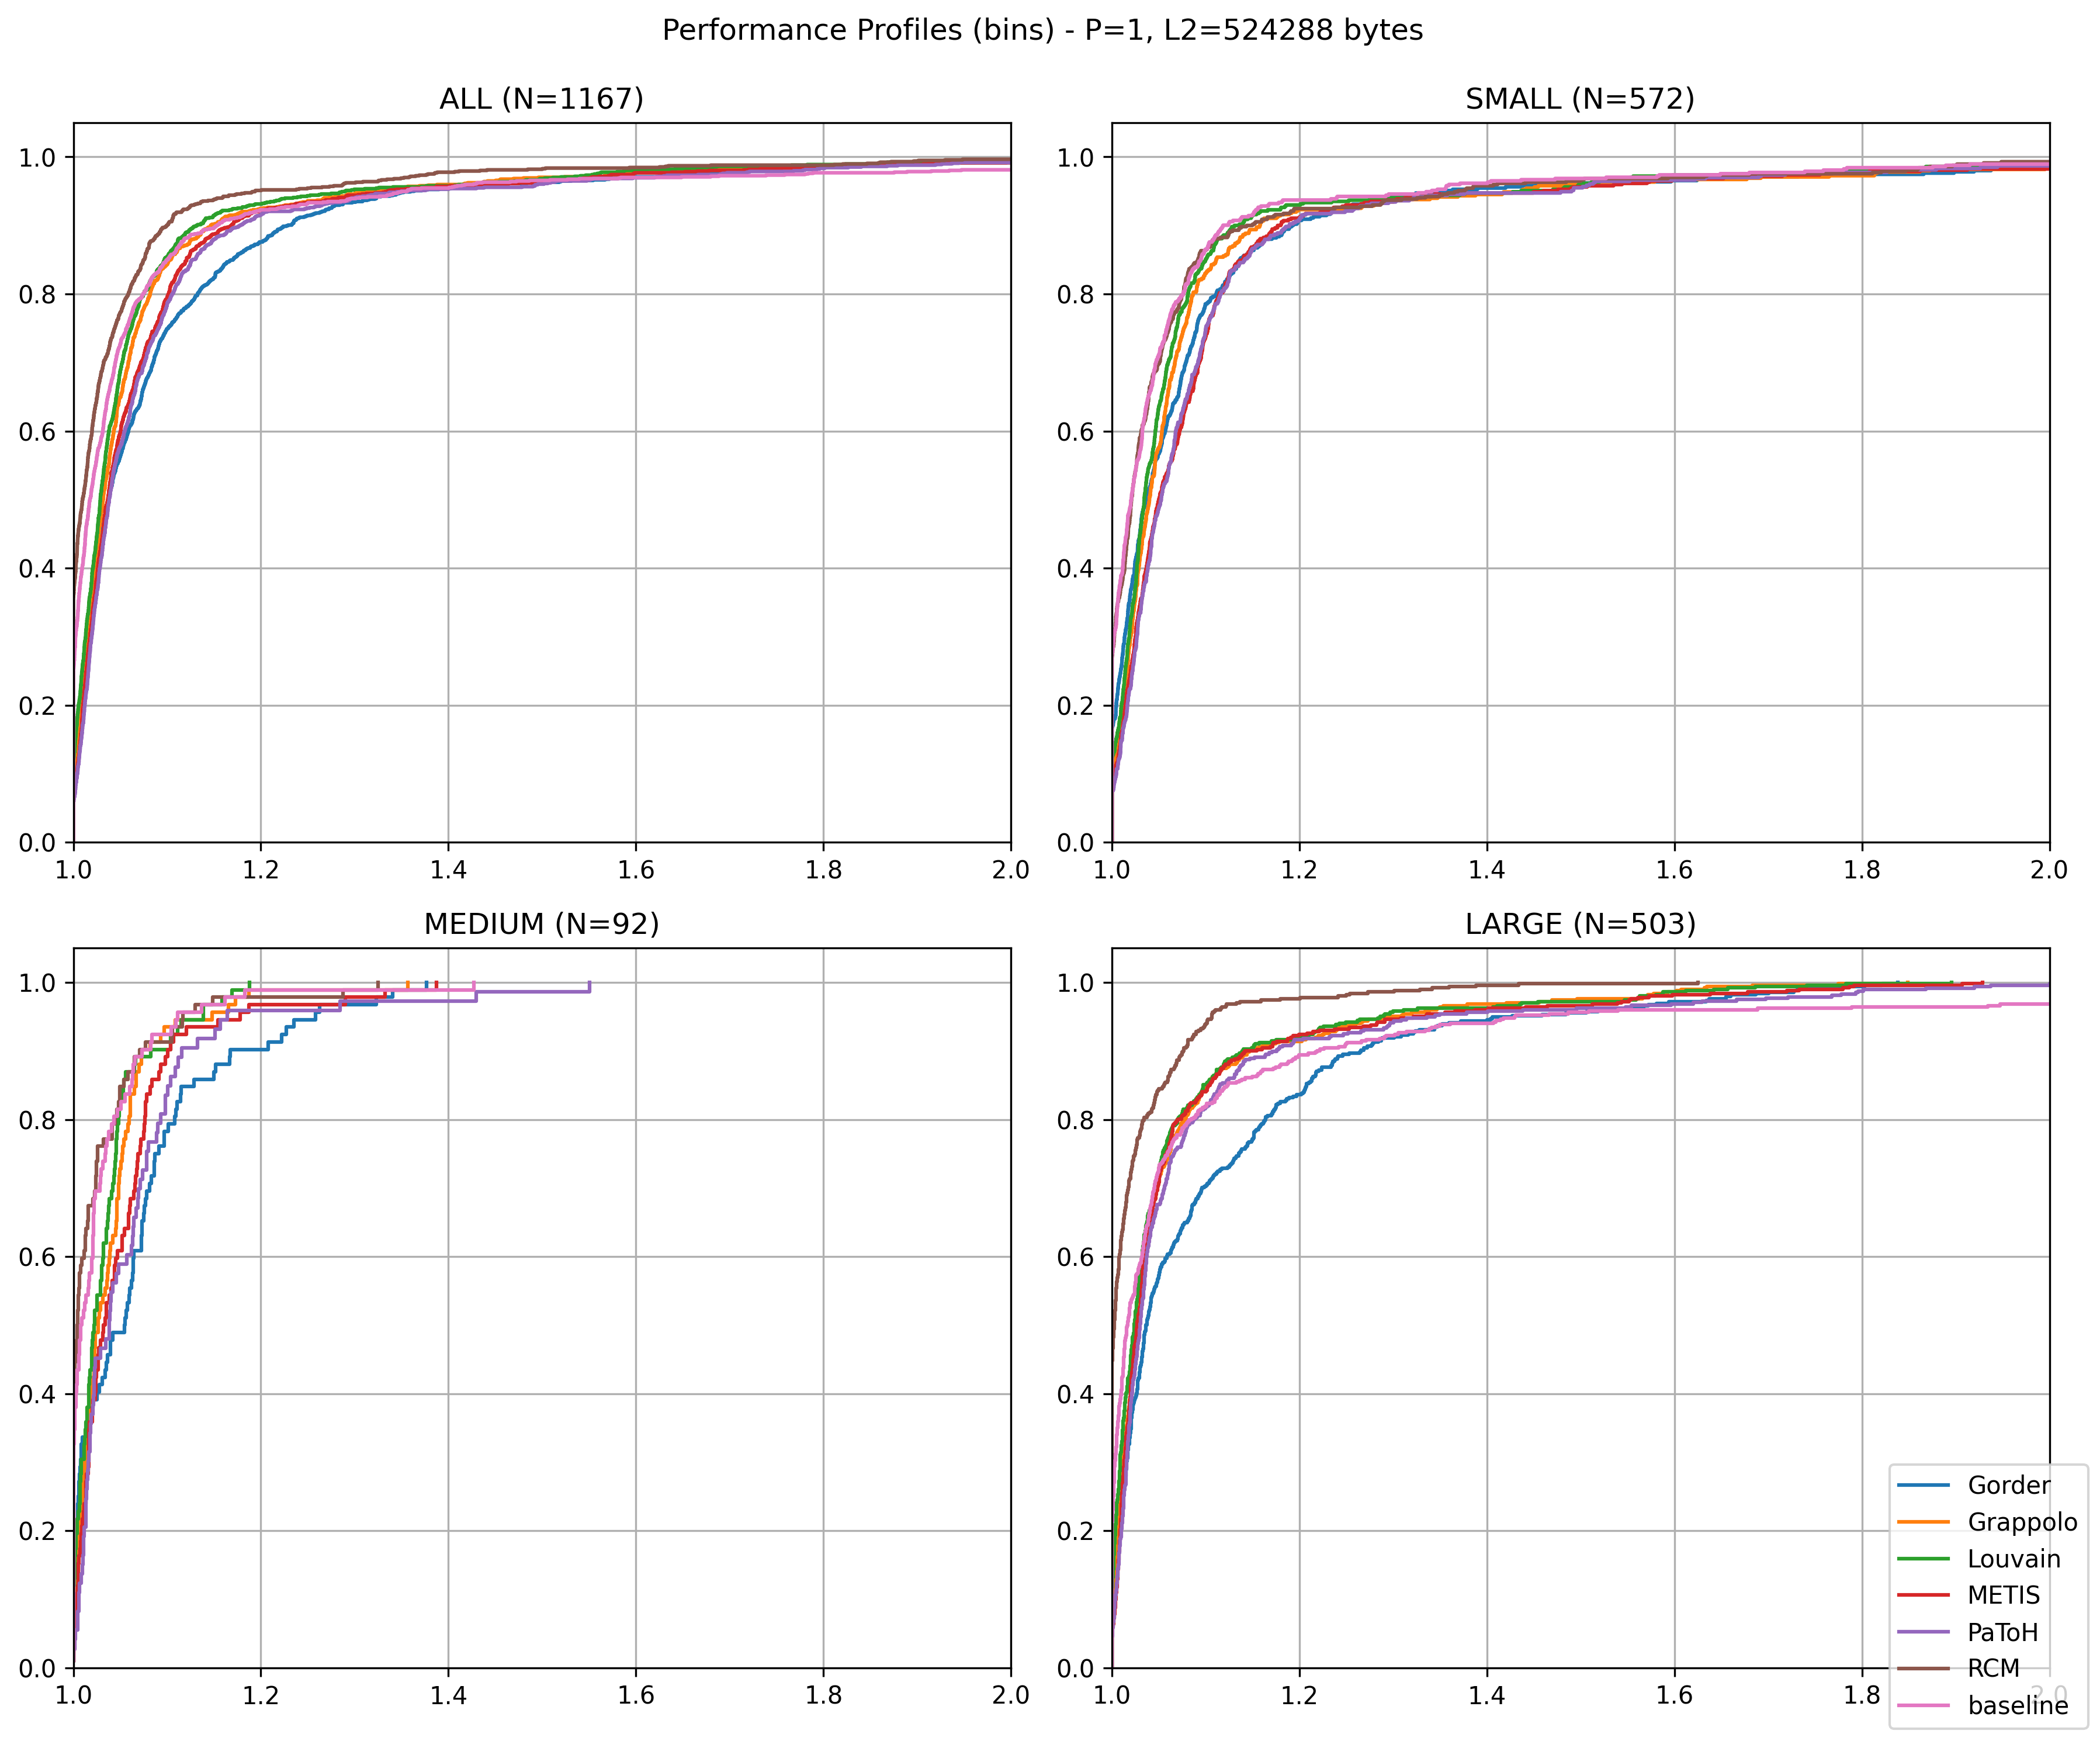 Performance Profiles (bins) - P=1, L2=524288 bytes
ALL (N=1167)
1.0
0.8
0.6
0.4
0.2
0.0
1.0 1.2 1.4 1.6 1.8 2.0
SMALL (N=572)
1.0
0.8
0.6
0.4
0.2
0.0
1.0 1.2 1.4 1.6 1.8 2.0
MEDIUM (N=92)
1.0
0.8
0.6
0.4
0.2
0.0
1.0 1.2 1.4 1.6 1.8 2.0
LARGE (N=503)
1.0
0.8
0.6
0.4
0.2
0.0
1.0 1.2 1.4 1.6 1.8 2.0
Gorder
Grappolo
Louvain
METIS
PaToH
RCM
baseline